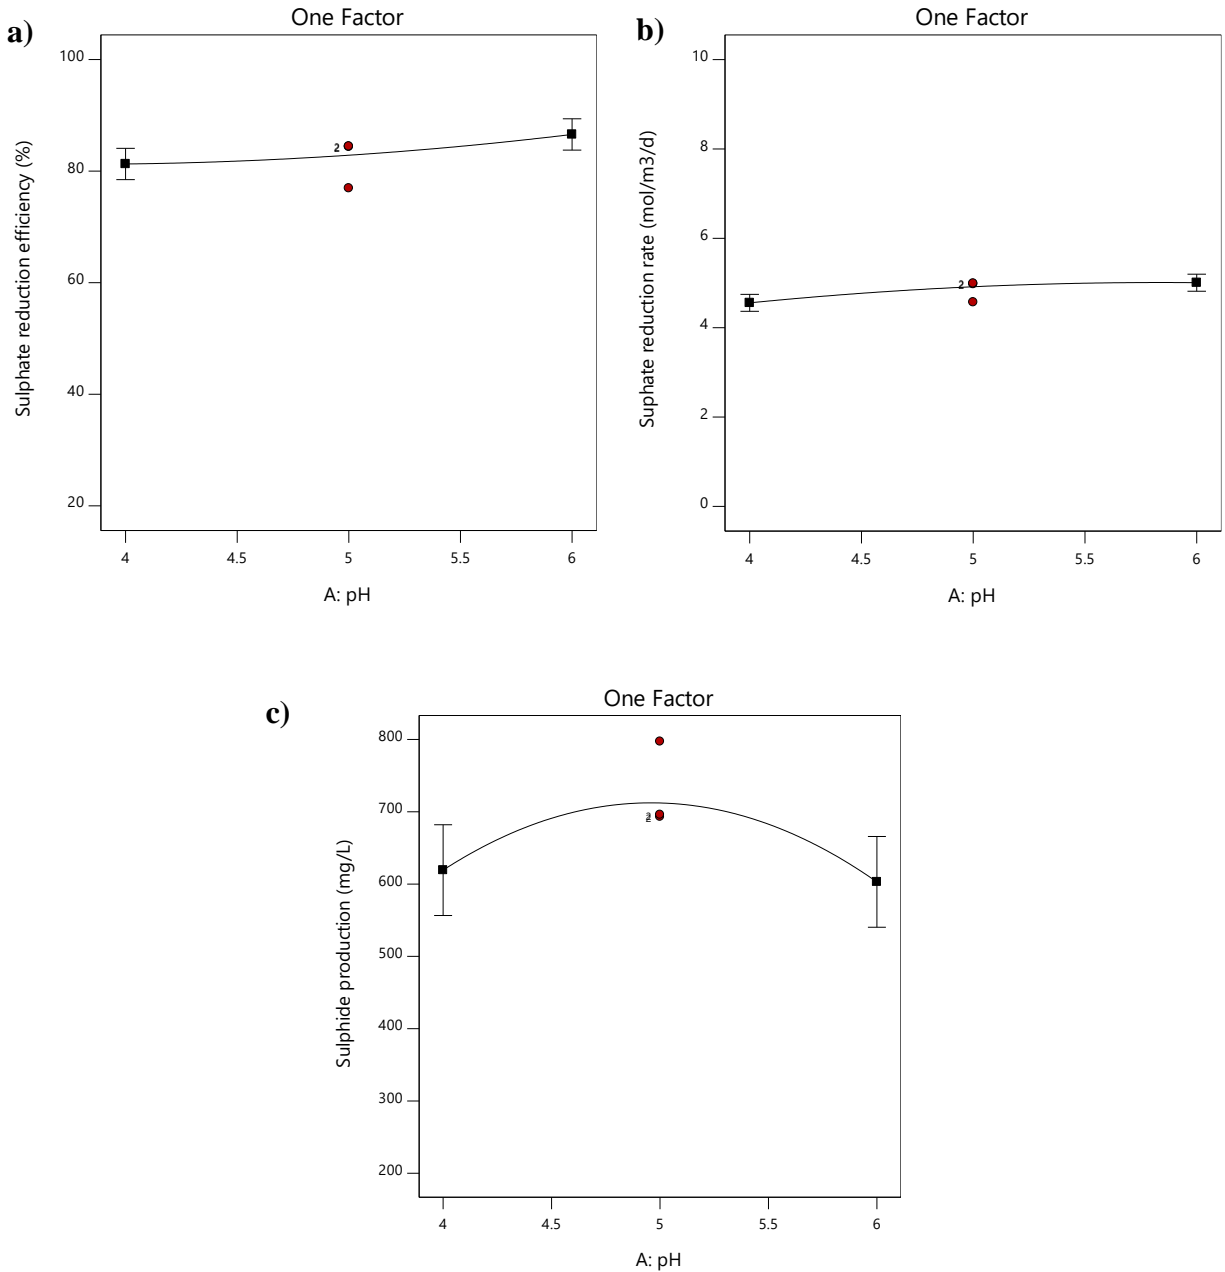 a)
One Factor
Sulphate reduction efficiency (%)
100
80
60
40
20
2
4
4.5
5
5.5
6
A: pH
b)
One Factor
Suphate reduction rate (mol/m3/d)
10
8
6
4
2
0
2
4
4.5
5
5.5
6
A: pH
c)
One Factor
Sulphide production (mg/L)
800
700
600
500
400
300
200
4
4.5
5
5.5
6
A: pH